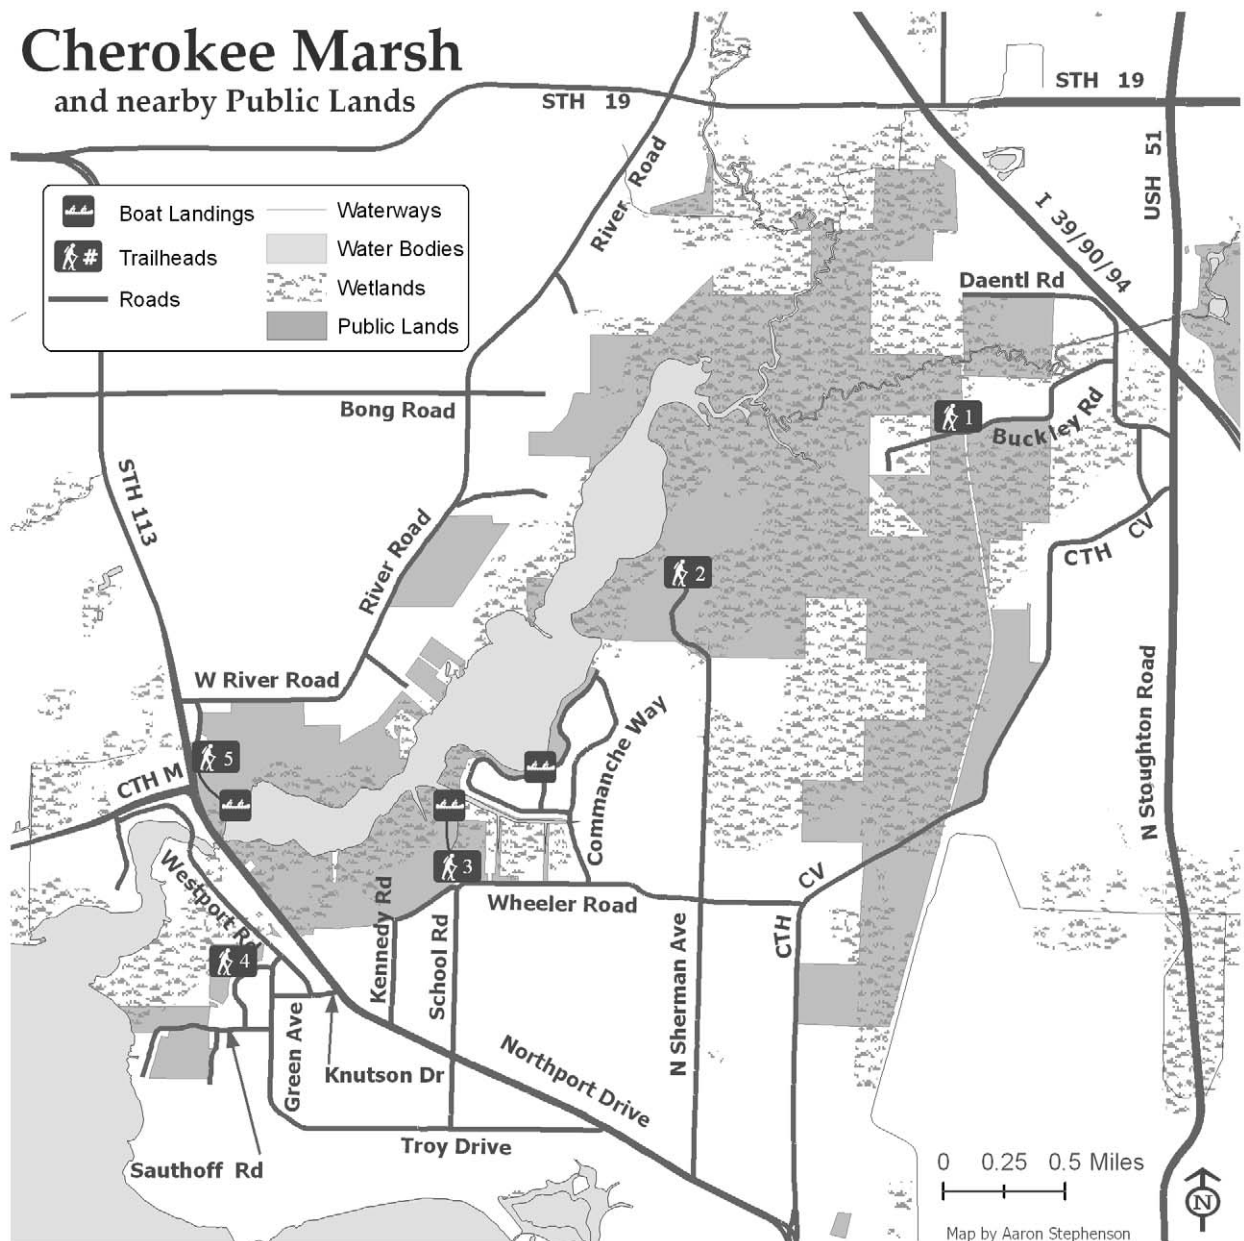 Cherokee Marsh
and nearby Public Lands
STH 19
STH 19
River Road
USH 51
I 39/90/94
Boat Landings
Waterways
# Trailheads
Water Bodies
Roads
Wetlands
Public Lands
Daentl Rd
Bong Road
1
Buckley Rd
STH 113
River Road
CTH CV
2
W River Road
Commanche Way
N Stoughton Road
5
CTH M
3
CV
CTH
Westport Rd
Kennedy Rd
School Rd
Wheeler Road
4
N Sherman Ave
Green Ave
Knutson Dr
Northport Drive
Troy Drive
Sauthoff Rd
0 0.25 0.5 Miles
N
Map by Aaron Stephenson